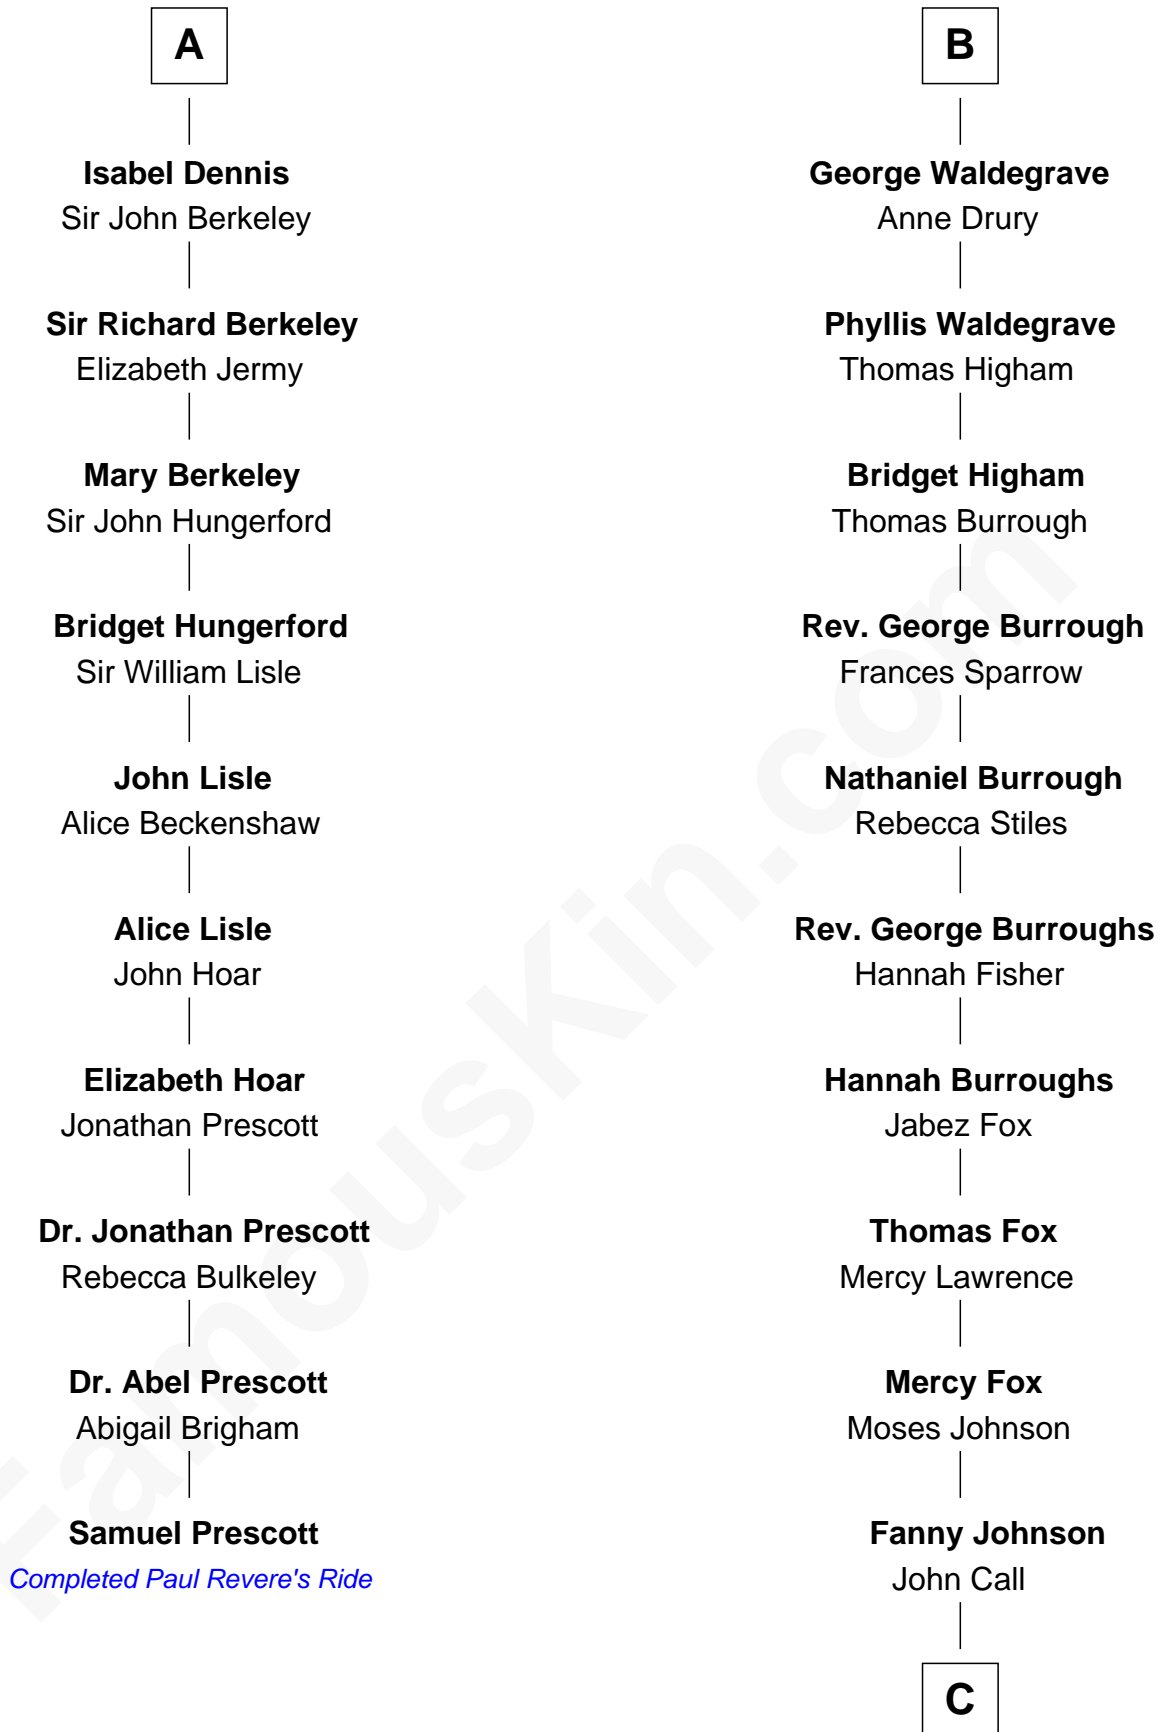 A
Isabel Dennis
Sir John Berkeley
Sir Richard Berkeley
Elizabeth Jermy
Mary Berkeley
Sir John Hungerford
Bridget Hungerford
Sir William Lisle
John Lisle
Alice Beckenshaw
Alice Lisle
John Hoar
Elizabeth Hoar
Jonathan Prescott
Dr. Jonathan Prescott
Rebecca Bulkeley
Dr. Abel Prescott
Abigail Brigham
Samuel Prescott
Completed Paul Revere's Ride
B
George Waldegrave
Anne Drury
Phyllis Waldegrave
Thomas Higham
Bridget Higham
Thomas Burrough
Rev. George Burrough
Frances Sparrow
Nathaniel Burrough
Rebecca Stiles
Rev. George Burroughs
Hannah Fisher
Hannah Burroughs
Jabez Fox
Thomas Fox
Mercy Lawrence
Mercy Fox
Moses Johnson
Fanny Johnson
John Call
C
FamousKin.com